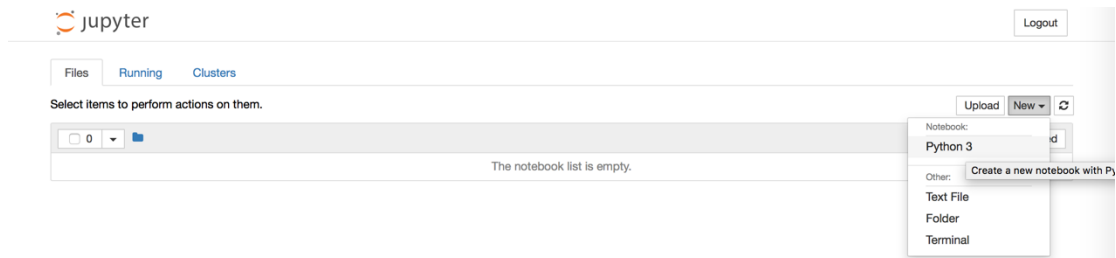 jupyter
Logout
Files Running Clusters
Select items to perform actions on them.
Upload New
0
Notebook:
Python 3
The notebook list is empty.
Create a new notebook with Py
Other:
Text File
Folder
Terminal